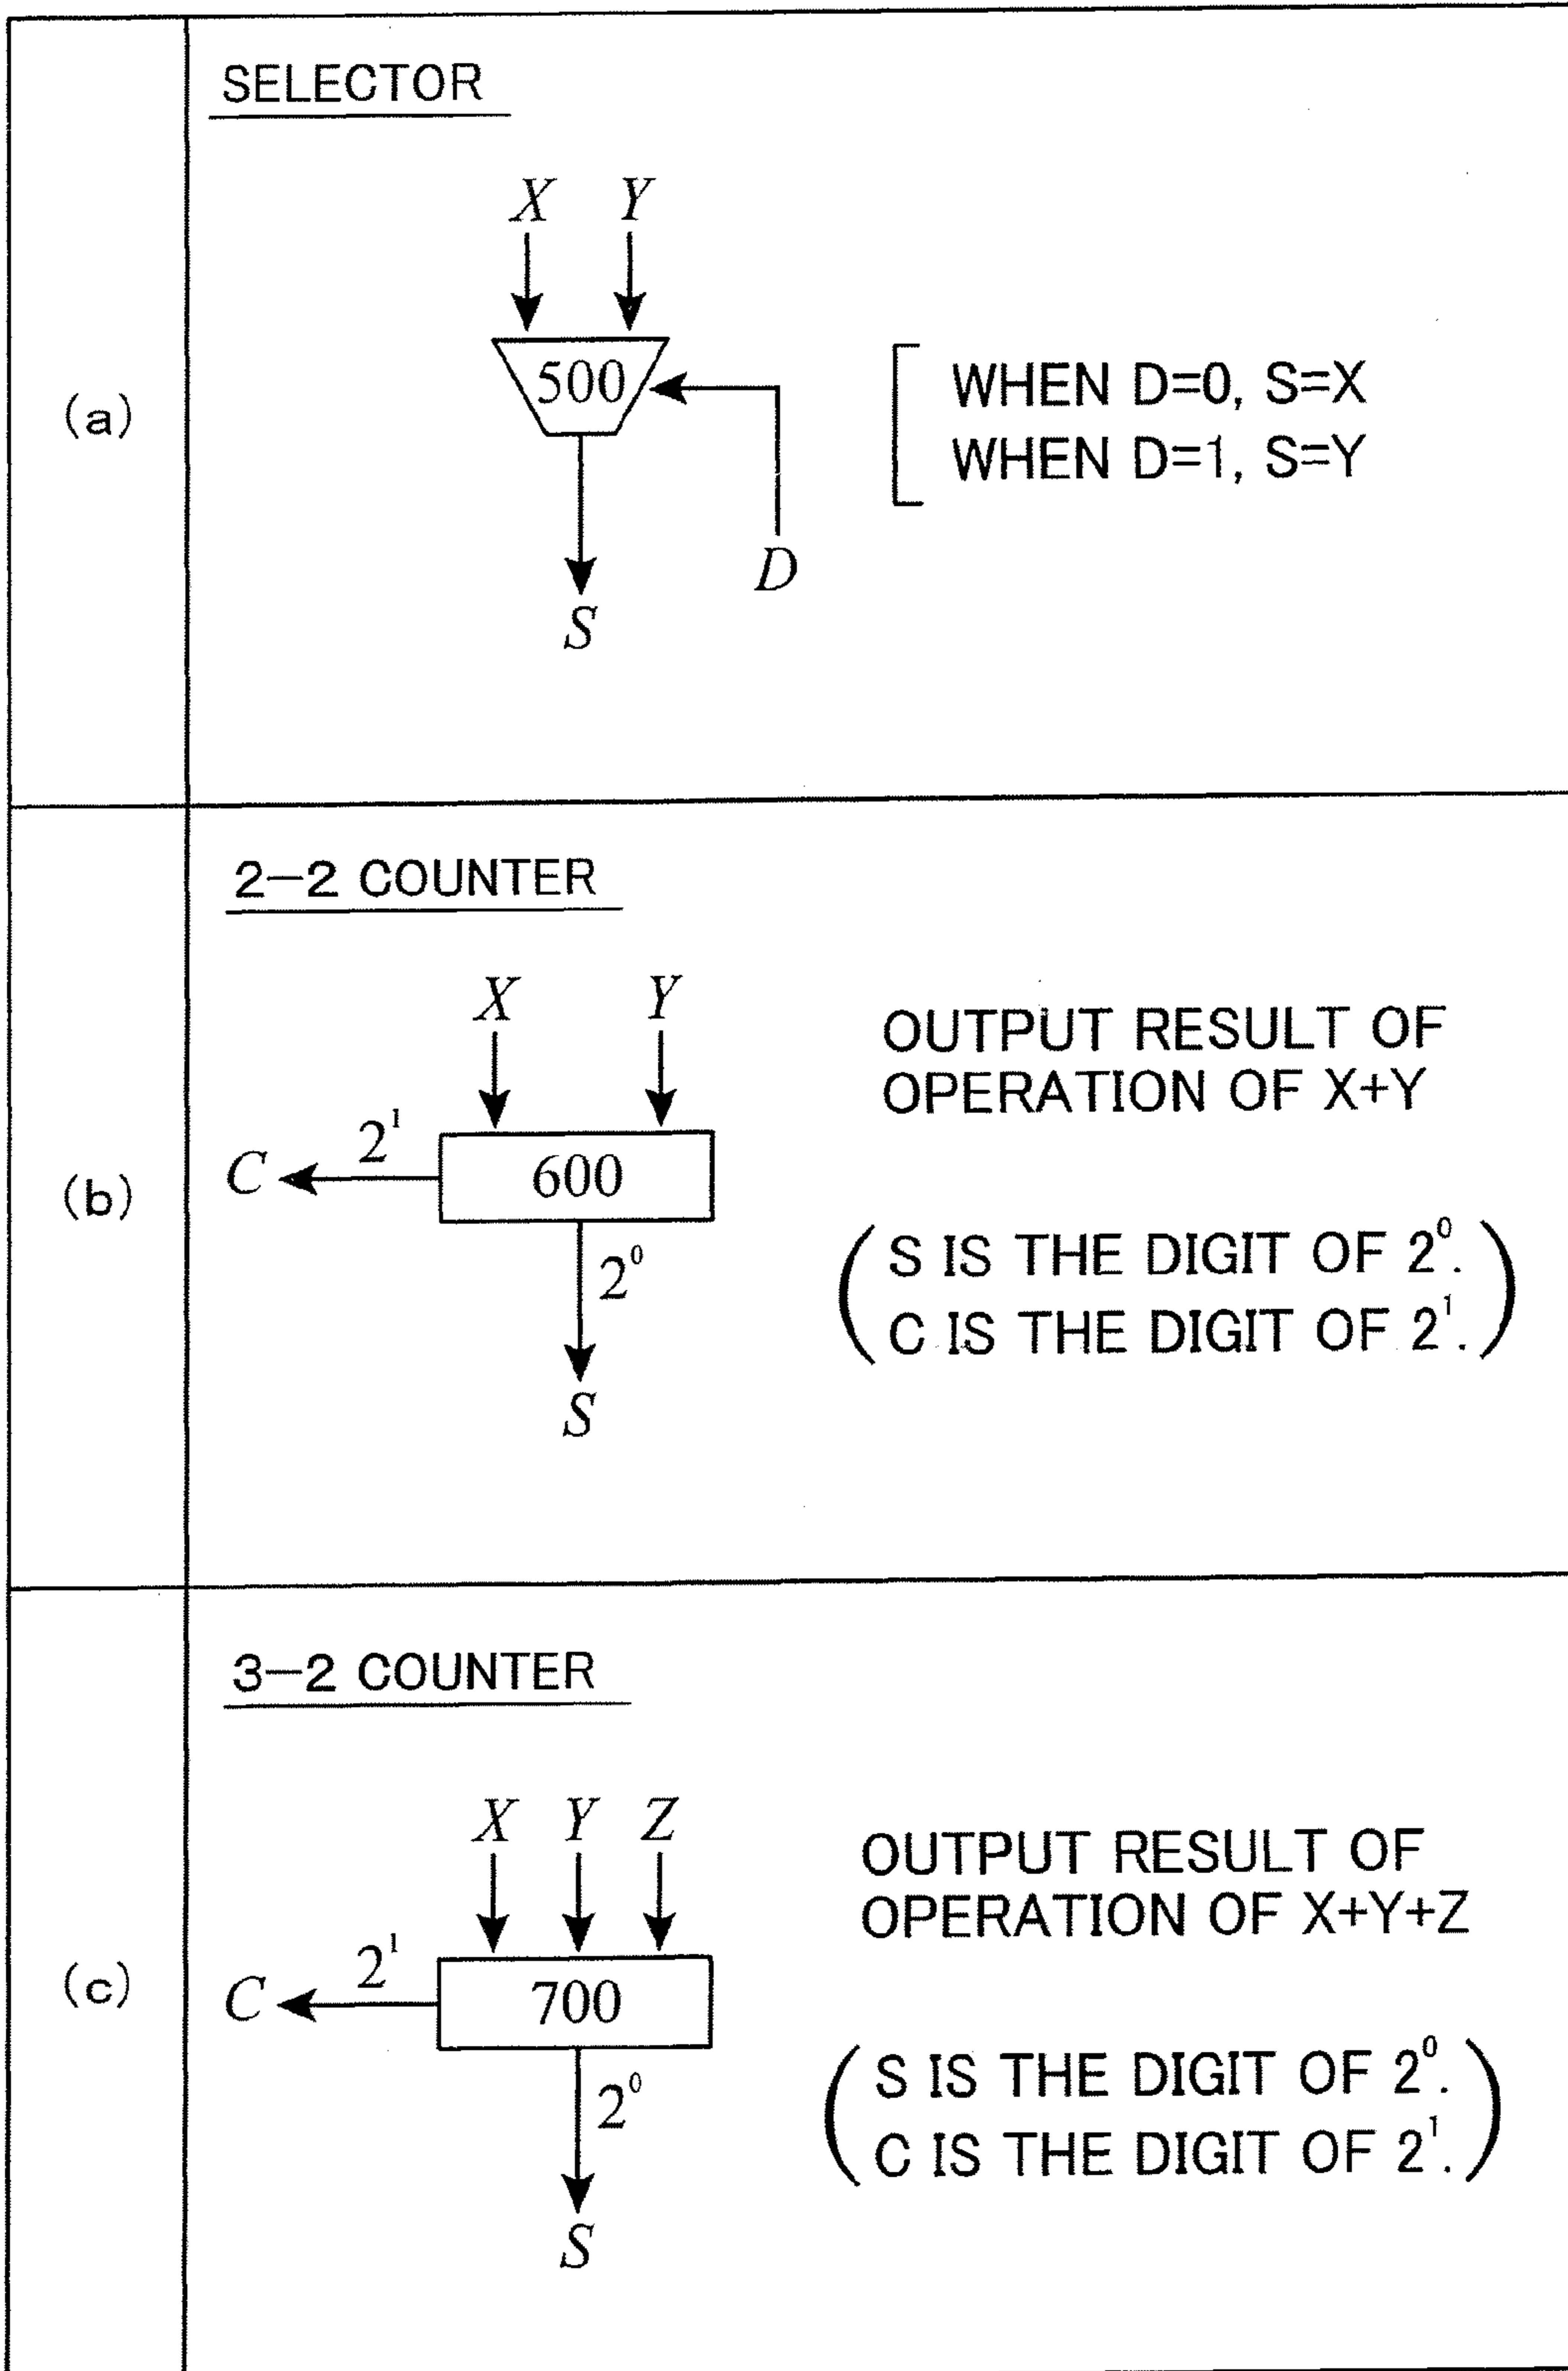 (a)
SELECTOR
X Y
500
D
S
WHEN D=0, S=X
WHEN D=1, S=Y
(b)
2-2 COUNTER
X Y
C 2¹ 600
2⁰
S
OUTPUT RESULT OF
OPERATION OF X+Y
S IS THE DIGIT OF 2⁰.
C IS THE DIGIT OF 2¹.
(c)
3-2 COUNTER
X Y Z
C 2¹ 700
2⁰
S
OUTPUT RESULT OF
OPERATION OF X+Y+Z
S IS THE DIGIT OF 2⁰.
C IS THE DIGIT OF 2¹.